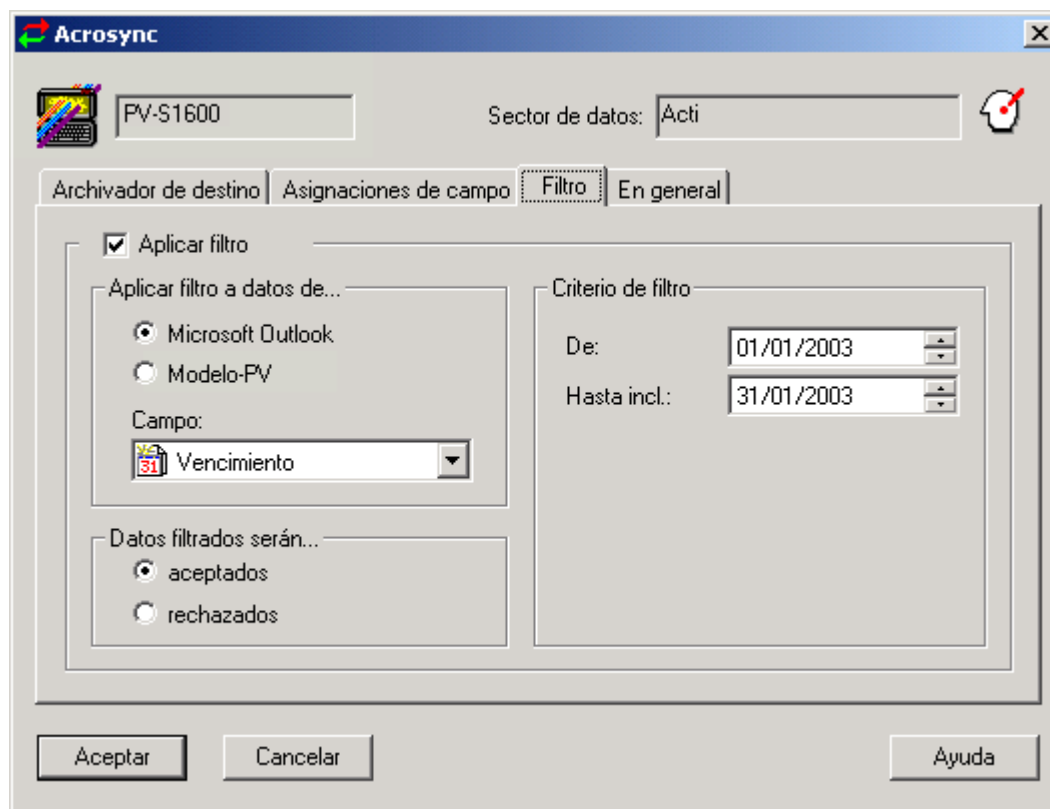 Acrosync
PV-S1600
Sector de datos: Acti
Archivador de destino Asignaciones de campo Filtro En general
Aplicar filtro
Aplicar filtro a datos de...
Microsoft Outlook
Modelo-PV
Campo:
31 Vencimiento
Datos filtrados serán...
aceptados
rechazados
Criterio de filtro
De: 01/01/2003
Hasta incl.: 31/01/2003
Aceptar Cancelar Ayuda